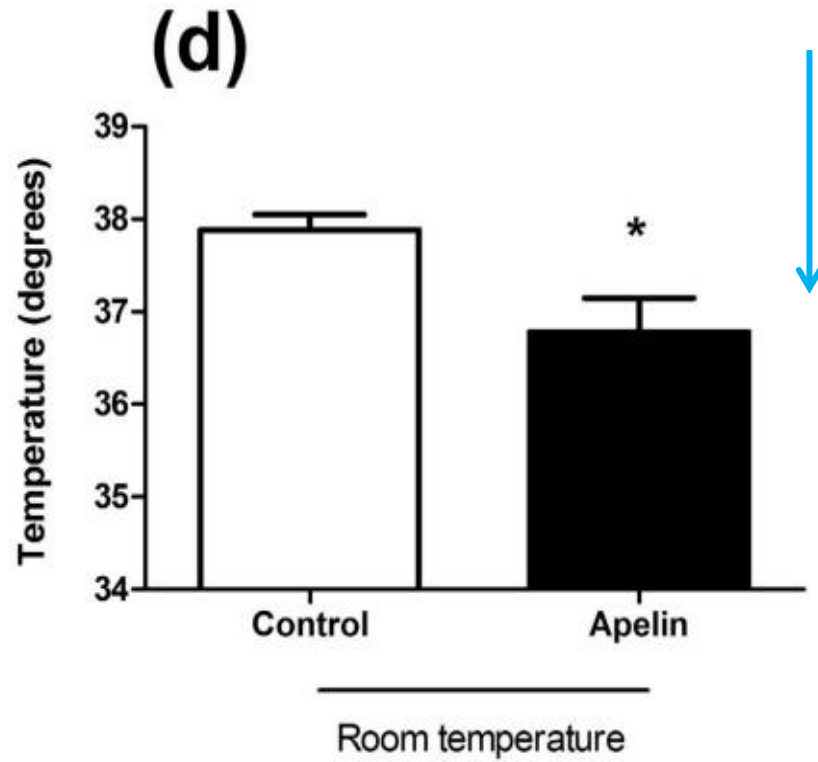 (d)
Temperature (degrees)
39
38
37
36
35
34
*
Control Apelin
Room temperature